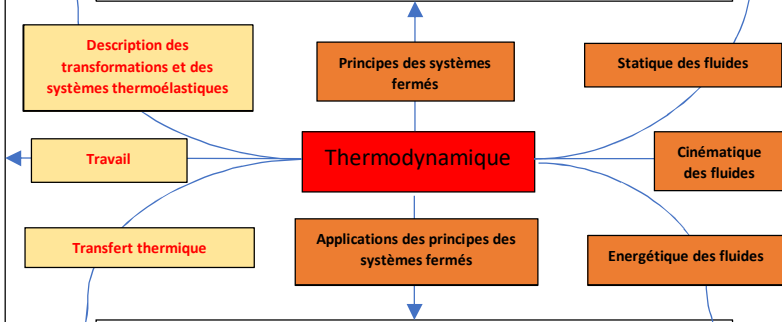 Description des
transformations et des
systèmes thermoélastiques
Principes des systèmes
fermés
Statique des fluides
Travail
Thermodynamique
Cinématique
des fluides
Transfert thermique
Applications des principes des
systèmes fermés
Energétique des fluides